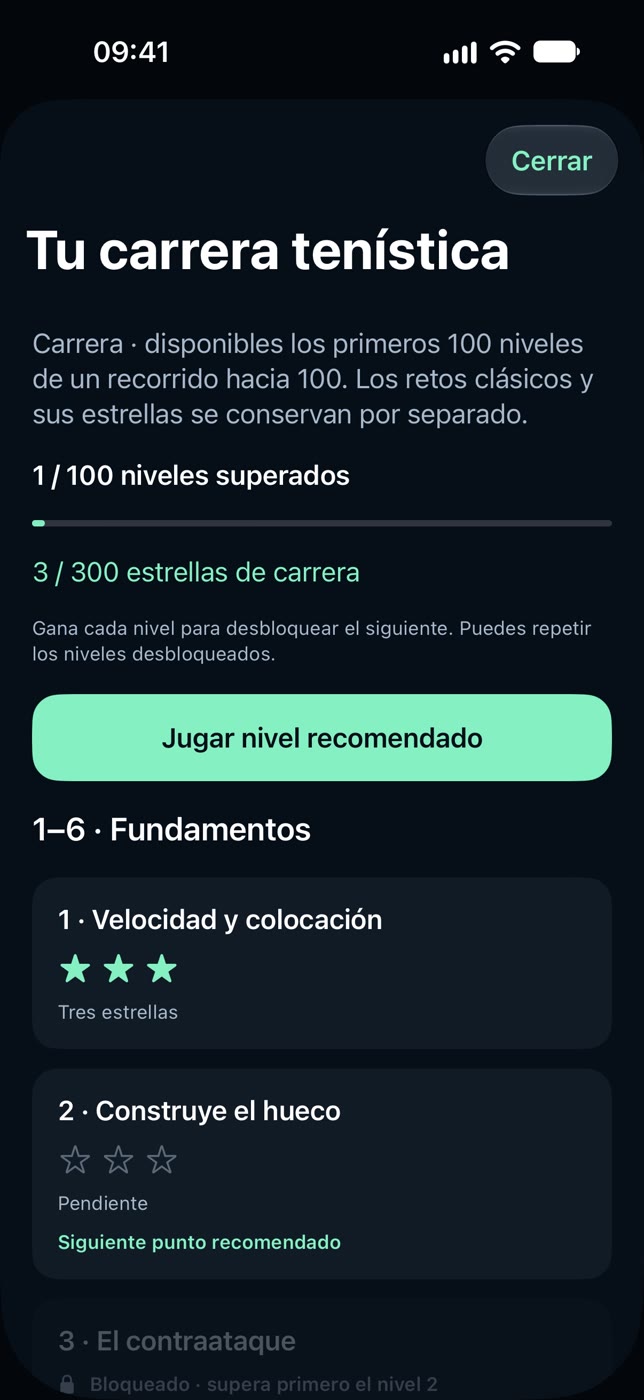 09:41
Cerrar
Tu carrera tenística
Carrera · disponibles los primeros 100 niveles
de un recorrido hacia 100. Los retos clásicos y
sus estrellas se conservan por separado.
1 / 100 niveles superados
3 / 300 estrellas de carrera
Gana cada nivel para desbloquear el siguiente. Puedes repetir
los niveles desbloqueados.
Jugar nivel recomendado
1–6 · Fundamentos
1 · Velocidad y colocación
Tres estrellas
2 · Construye el hueco
Pendiente
Siguiente punto recomendado
3 · El contraataque
Bloqueado · supera primero el nivel 2